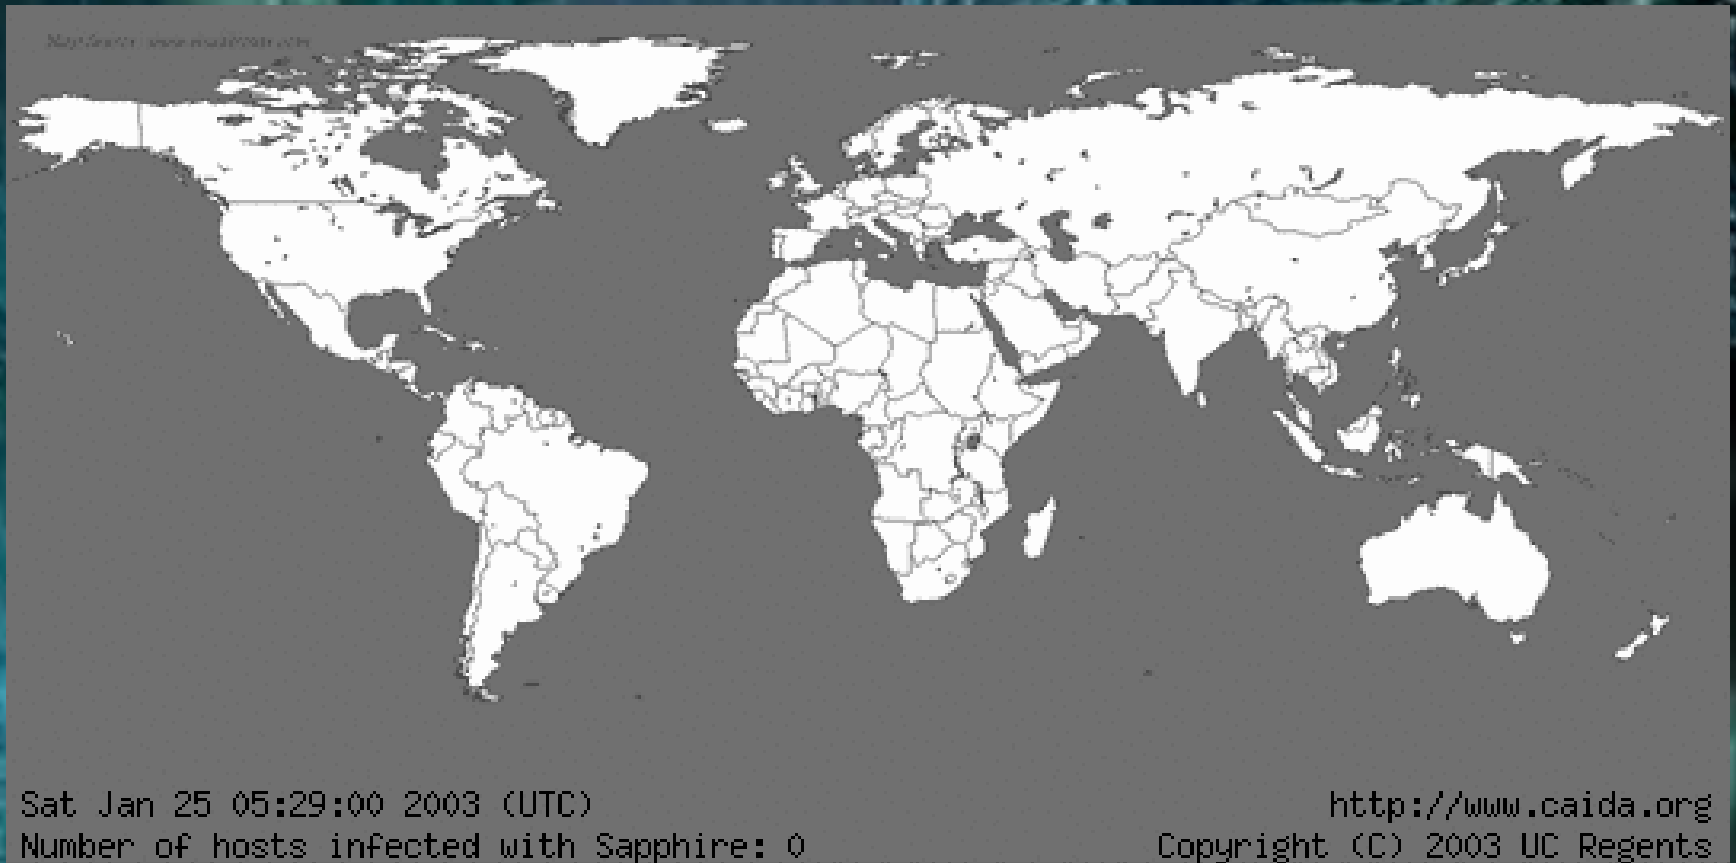 Sat Jan 25 05:29:00 2003 (UTC)
Number of hosts infected with Sapphire: 0
http://www.caida.org
Copyright (C) 2003 UC Regents